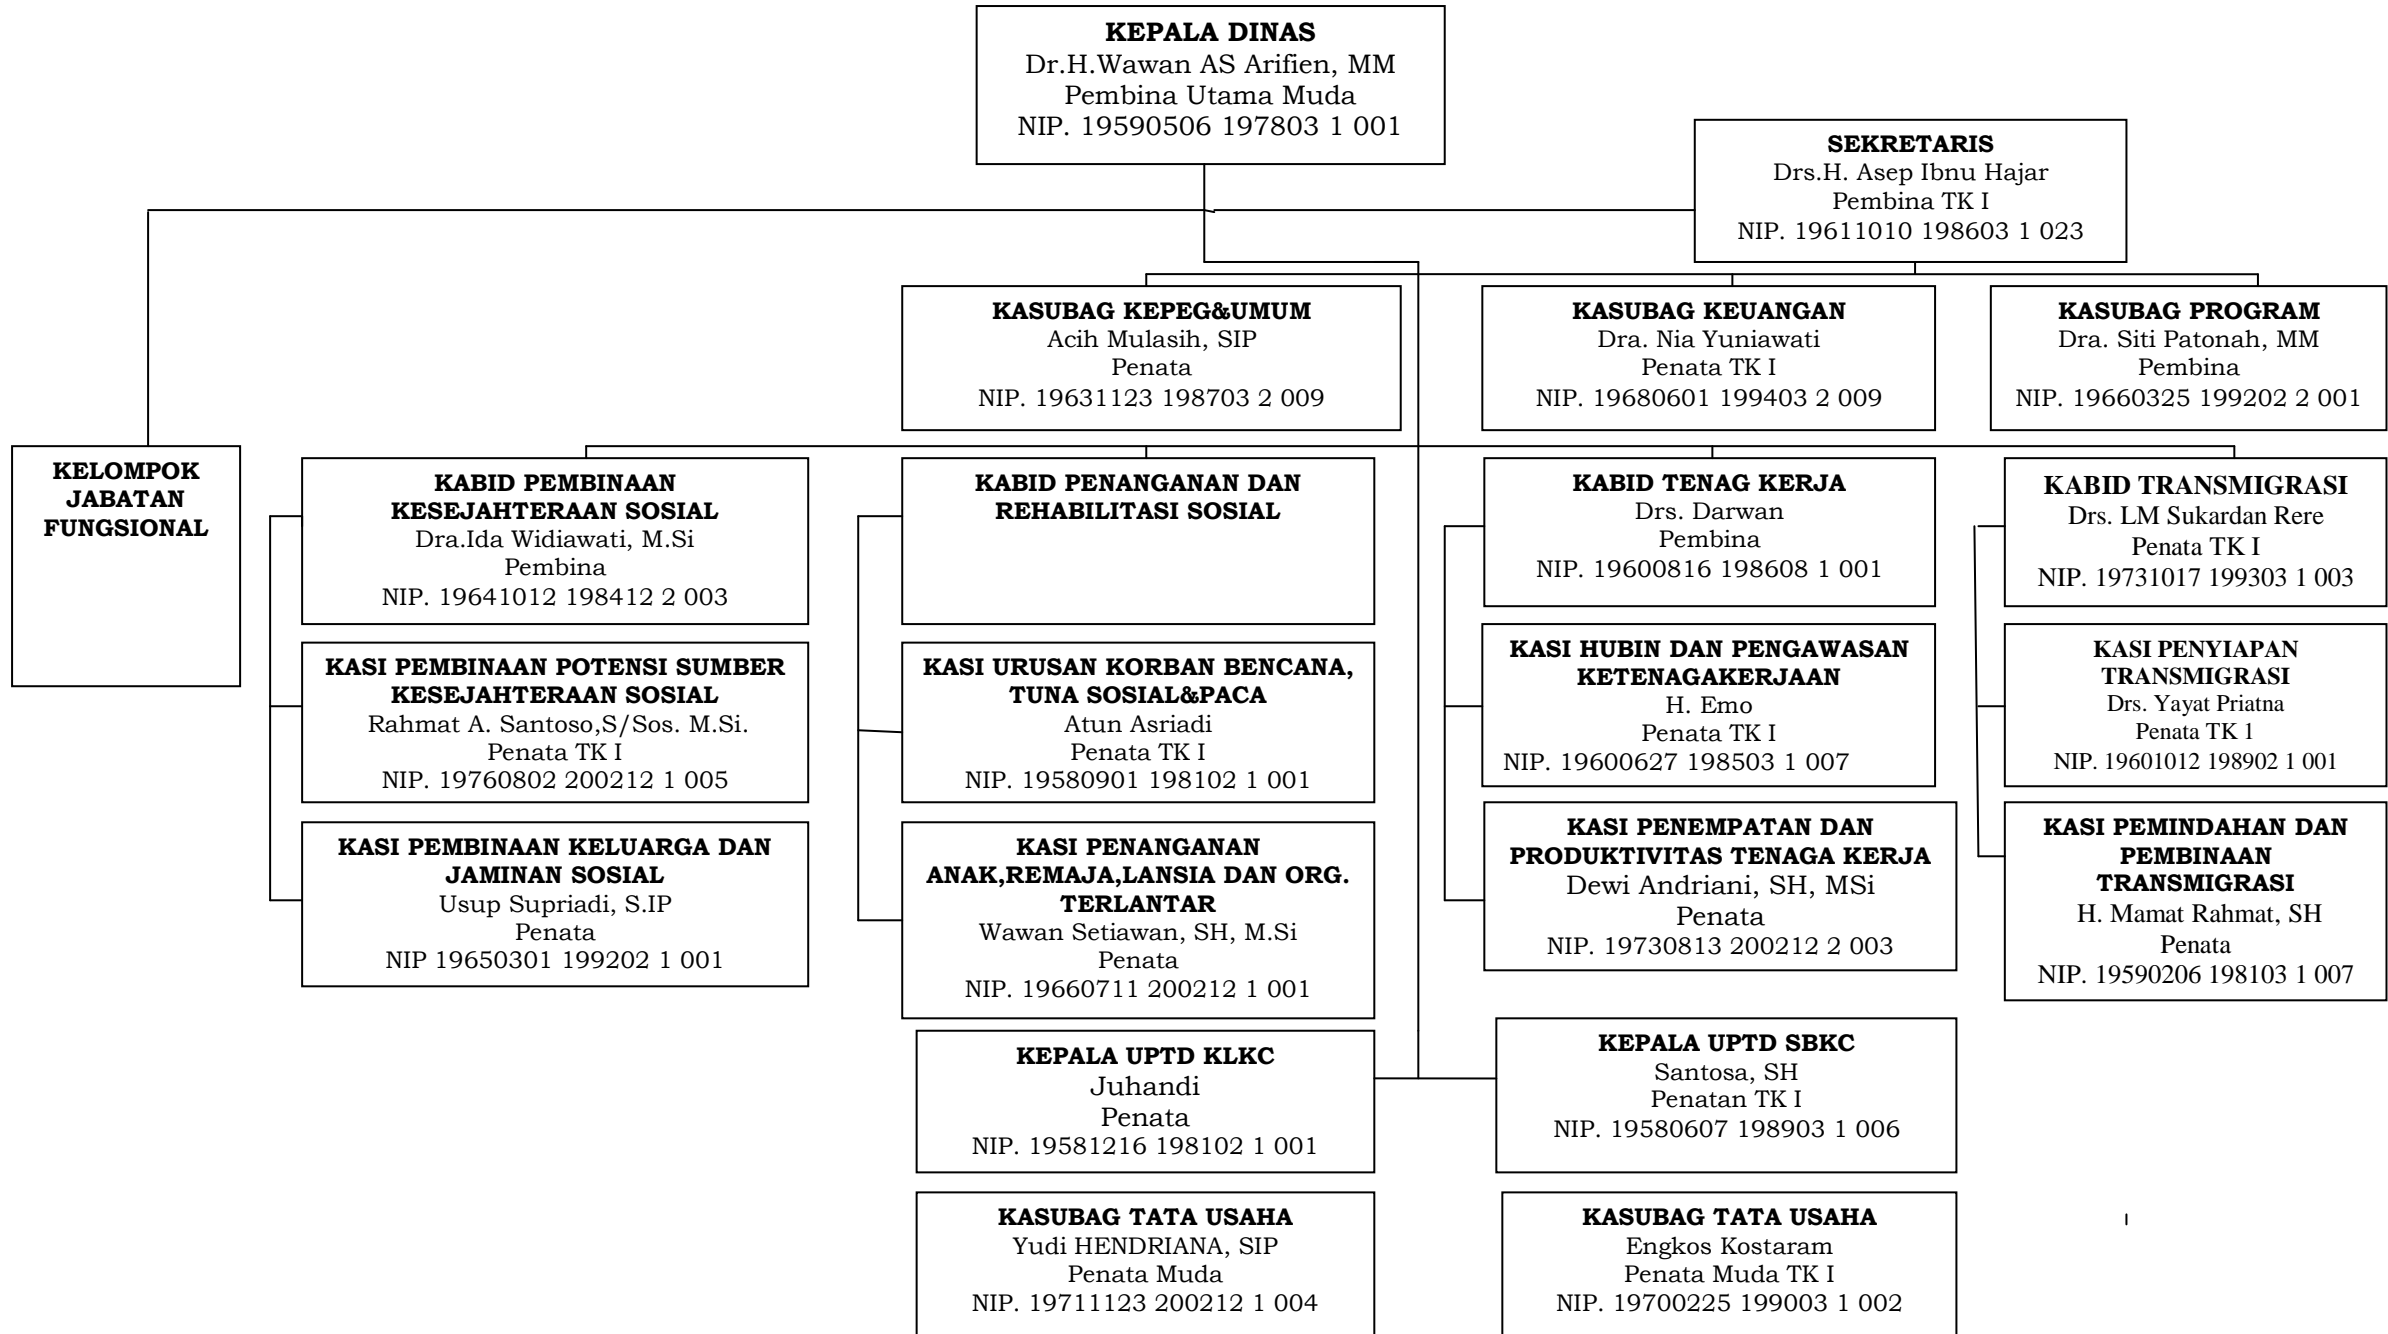 KEPALA DINAS
Dr.H.Wawan AS Arifien, MM
Pembina Utama Muda
NIP. 19590506 197803 1 001
SEKRETARIS
Drs.H. Asep Ibnu Hajar
Pembina TK I
NIP. 19611010 198603 1 023
KASUBAG KEPEG&UMUM
Acih Mulasih, SIP
Penata
NIP. 19631123 198703 2 009
KASUBAG KEUANGAN
Dra. Nia Yuniawati
Penata TK I
NIP. 19680601 199403 2 009
KASUBAG PROGRAM
Dra. Siti Patonah, MM
Pembina
NIP. 19660325 199202 2 001
KELOMPOK
JABATAN
FUNGSIONAL
KABID PEMBINAAN
KESEJAHTERAAN SOSIAL
Dra.Ida Widiawati, M.Si
Pembina
NIP. 19641012 198412 2 003
KABID PENANGANAN DAN
REHABILITASI SOSIAL
KABID TENAG KERJA
Drs. Darwan
Pembina
NIP. 19600816 198608 1 001
KABID TRANSMIGRASI
Drs. LM Sukardan Rere
Penata TK I
NIP. 19731017 199303 1 003
KASI PEMBINAAN POTENSI SUMBER
KESEJAHTERAAN SOSIAL
Rahmat A. Santoso,S/Sos. M.Si.
Penata TK I
NIP. 19760802 200212 1 005
KASI URUSAN KORBAN BENCANA,
TUNA SOSIAL&PACA
Atun Asriadi
Penata TK I
NIP. 19580901 198102 1 001
KASI HUBIN DAN PENGAWASAN
KETENAGAKERJAAN
H. Emo
Penata TK I
NIP. 19600627 198503 1 007
KASI PENYIAPAN
TRANSMIGRASI
Drs. Yayat Priatna
Penata TK 1
NIP. 19601012 198902 1 001
KASI PEMBINAAN KELUARGA DAN
JAMINAN SOSIAL
Usup Supriadi, S.IP
Penata
NIP 19650301 199202 1 001
KASI PENANGANAN
ANAK,REMAJA,LANSIA DAN ORG.
TERLANTAR
Wawan Setiawan, SH, M.Si
Penata
NIP. 19660711 200212 1 001
KASI PENEMPATAN DAN
PRODUKTIVITAS TENAGA KERJA
Dewi Andriani, SH, MSi
Penata
NIP. 19730813 200212 2 003
KASI PEMINDAHAN DAN
PEMBINAAN
TRANSMIGRASI
H. Mamat Rahmat, SH
Penata
NIP. 19590206 198103 1 007
KEPALA UPTD KLKC
Juhandi
Penata
NIP. 19581216 198102 1 001
KEPALA UPTD SBKC
Santosa, SH
Penatan TK I
NIP. 19580607 198903 1 006
KASUBAG TATA USAHA
Yudi HENDRIANA, SIP
Penata Muda
NIP. 19711123 200212 1 004
KASUBAG TATA USAHA
Engkos Kostaram
Penata Muda TK I
NIP. 19700225 199003 1 002